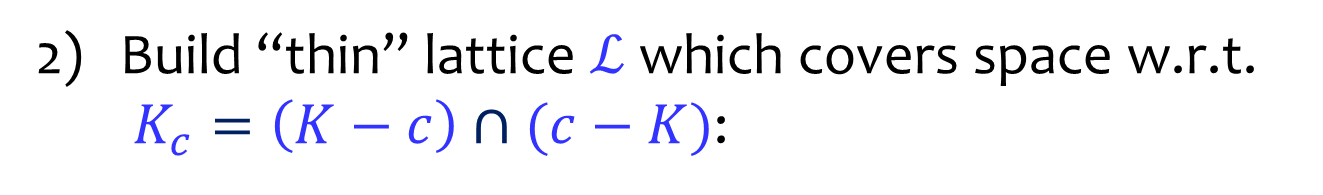 2) Build “thin” lattice ℒ which covers space w.r.t.
K_c = (K − c) ∩ (c − K):